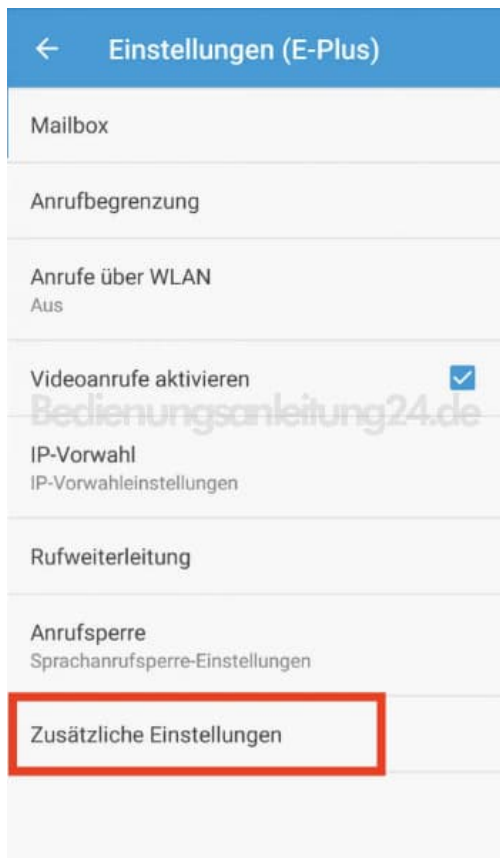 Einstellungen (E-Plus)
Mailbox
Anrufbegrenzung
Anrufe über WLAN
Aus
Videoanrufe aktivieren
Bedienungsanleitung24.de
IP-Vorwahl
IP-Vorwahleinstellungen
Rufweiterleitung
Anrufsperre
Sprachanrufsperre-Einstellungen
Zusätzliche Einstellungen